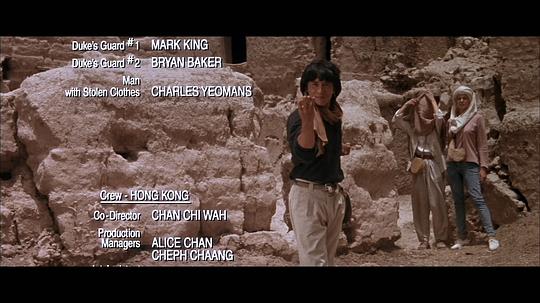 Duke's Guard #1 MARK KING
Duke's Guard #2 BRYAN BAKER
Man
with Stolen Clothes CHARLES YEOMANS
Crew - HONG KONG
Co-Director CHAN CHI WAH
Production
Managers ALICE CHAN
CHEPH CHAANG